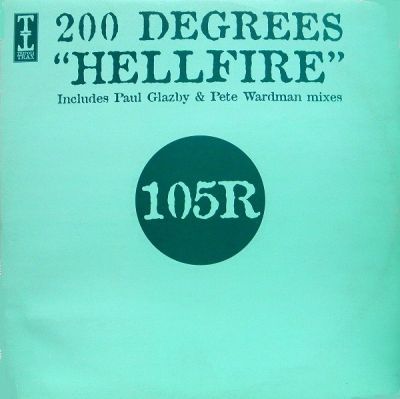 200 DEGREES
“HELLFIRE”
Includes Paul Glazby & Pete Wardman mixes
105R